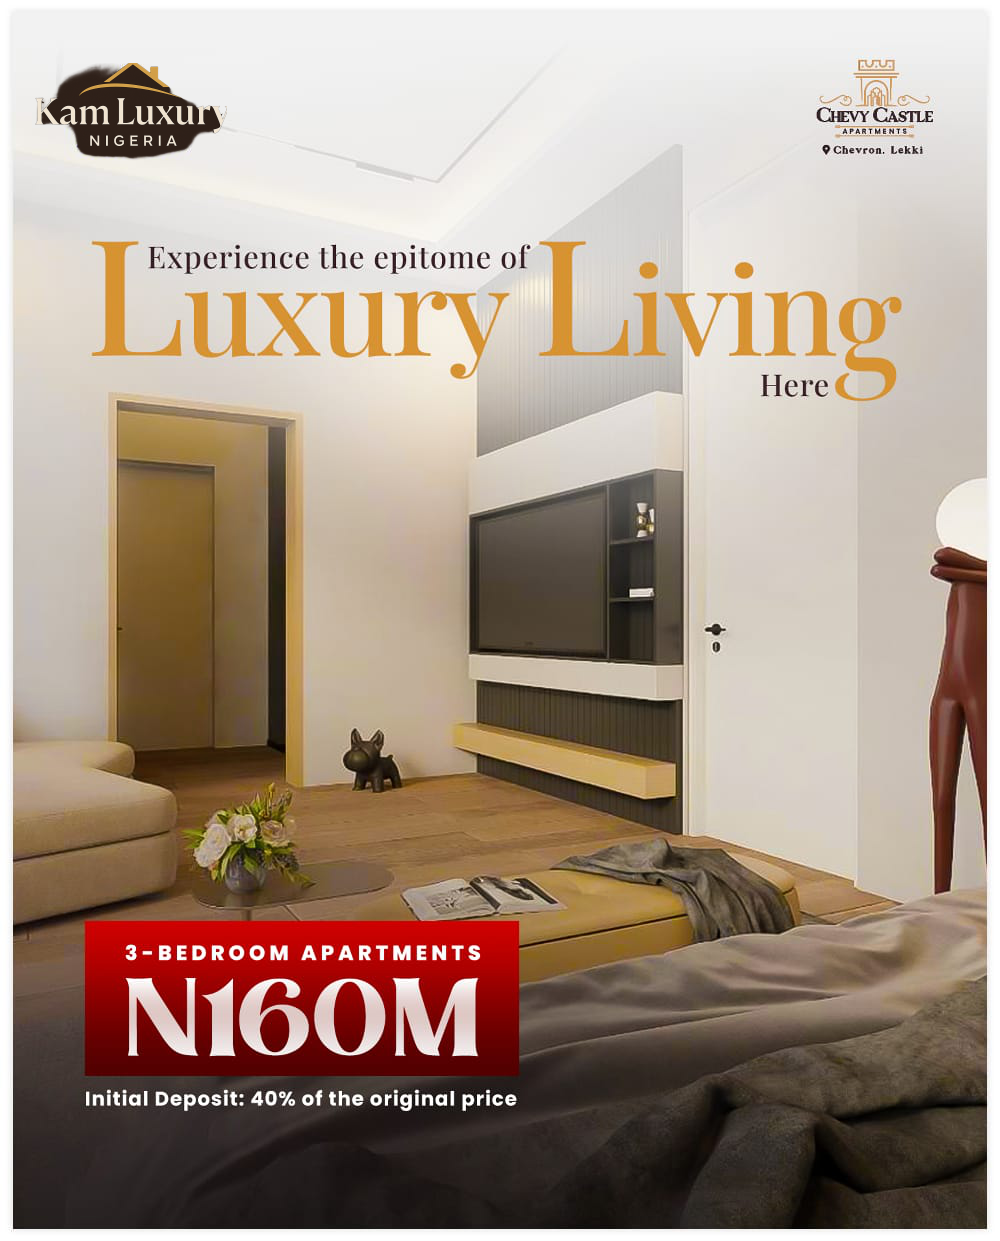 Kam Luxury
NIGERIA
CHEVY CASTLE
APARTMENTS
Chevron. Lekki
Experience the epitome of
Luxury Living
Here
3-BEDROOM APARTMENTS
N160M
Initial Deposit: 40% of the original price